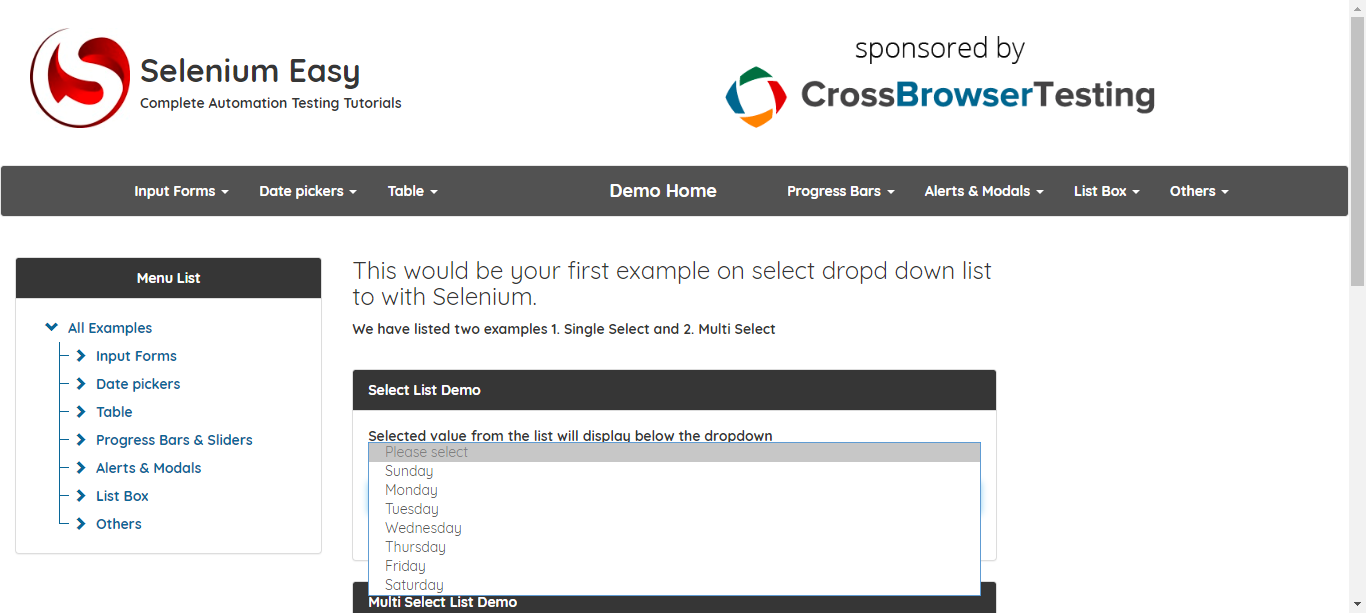 Selenium Easy
Complete Automation Testing Tutorials
sponsored by
CrossBrowserTesting
Input Forms
Date pickers
Table
Demo Home
Progress Bars
Alerts & Modals
List Box
Others
Menu List
All Examples
Input Forms
Date pickers
Table
Progress Bars & Sliders
Alerts & Modals
List Box
Others
This would be your first example on select dropd down list
to with Selenium.
We have listed two examples 1. Single Select and 2. Multi Select
Select List Demo
Selected value from the list will display below the dropdown
Please select
Sunday
Monday
Tuesday
Wednesday
Thursday
Friday
Saturday
Multi Select List Demo